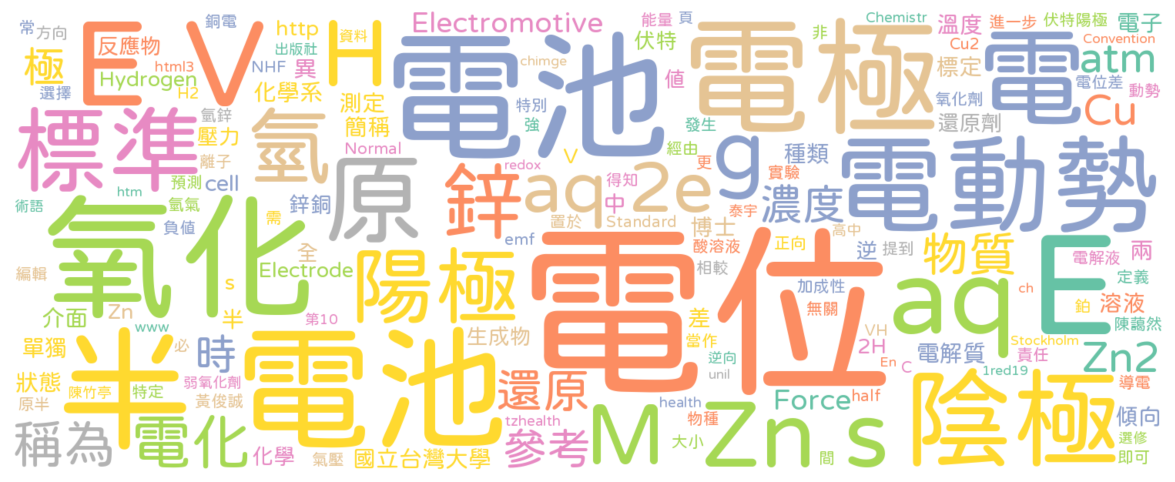 常 方向 銅電 http Electromotive 能量 頁 Chemistr 溫度 進一步 伏特陽極 電子
極 E V H 反應物 出版社 資料 伏特 非 Cu2 Convention
html3 NHF 異 電池 chimge 值 電極 標定 電 atm
Hydrogen 選擇 H2 化學系 測定 特別 氧化劑 電位差 動勢
標準 氫鋅 壓力 氫 簡稱 強 發生 還原劑 Cu
離子 Normal 原 redox V 經由 更 g 種類 電動勢
htm 預測 cell 鋅 aq 得知 2e 實驗
術語 氫氣 負值 鋅銅 中 Standard 泰宇 濃度
氧化 需 置於 博士 高中
全 emf 電位 酸溶液 正向 逆 提到 物質 E 電解液 兩
編輯 Electrode 陽極 相較 加成性 定義
s Zn 無關 aq ch 鉑 溶液
介面 www 半 第10 生成物 差 VH 陳藹然
單獨 半 時 電池 當作 2H 電解質 Stockholm Zn2
必 逆向 En C 1red19 責任
狀態 陳竹亭 特定 弱氧化劑 還原 unil Force half 陰極 導電
原半 黃俊誠 health 物種 傾向
稱為 電化 tzhealth M Zn s 選修
化學 氣壓 國立台灣大學 參考 大小 間 即可